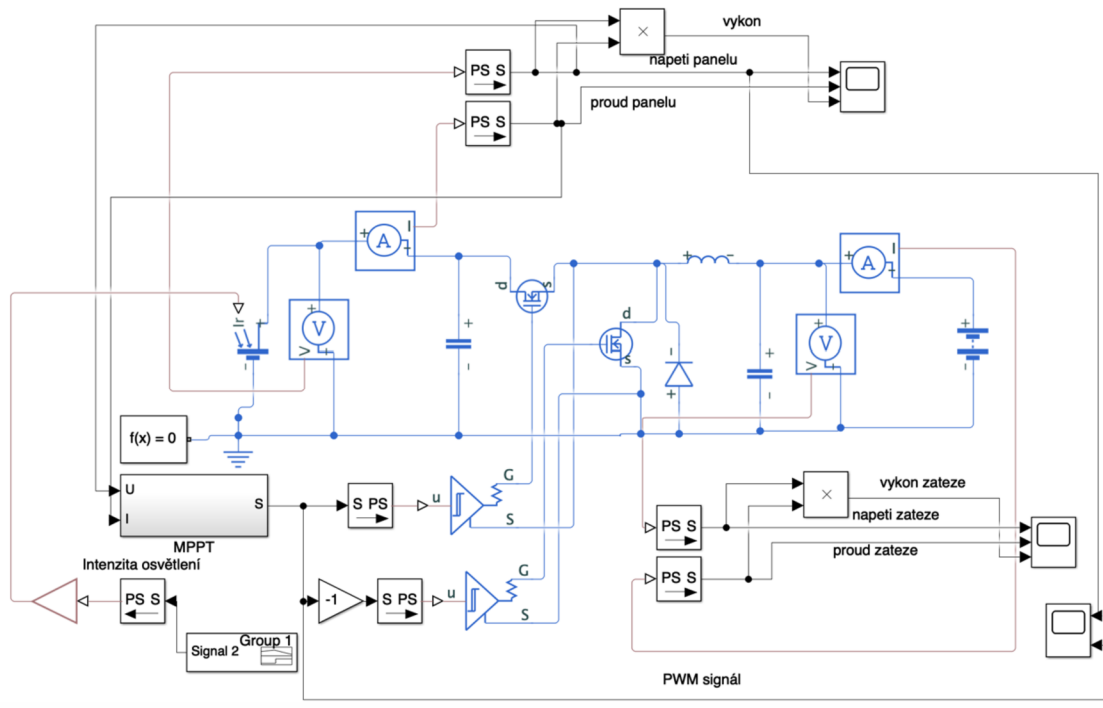 vykon
×
napeti panelu
PS S
proud panelu
PS S
I
A
+
-
d
s
+
-
I
A
+
-
Ir
+
-
V
+
V
+
-
d
s
-
+
+
-
V
+
V
+
-
f(x) = 0
U
I
S
MPPT
S PS
u
G
S
×
vykon zateze
napeti zateze
PS S
proud zateze
PS S
Intenzita osvětlení
PS S
-1
S PS
u
G
S
Signal 2
Group 1
PWM signál